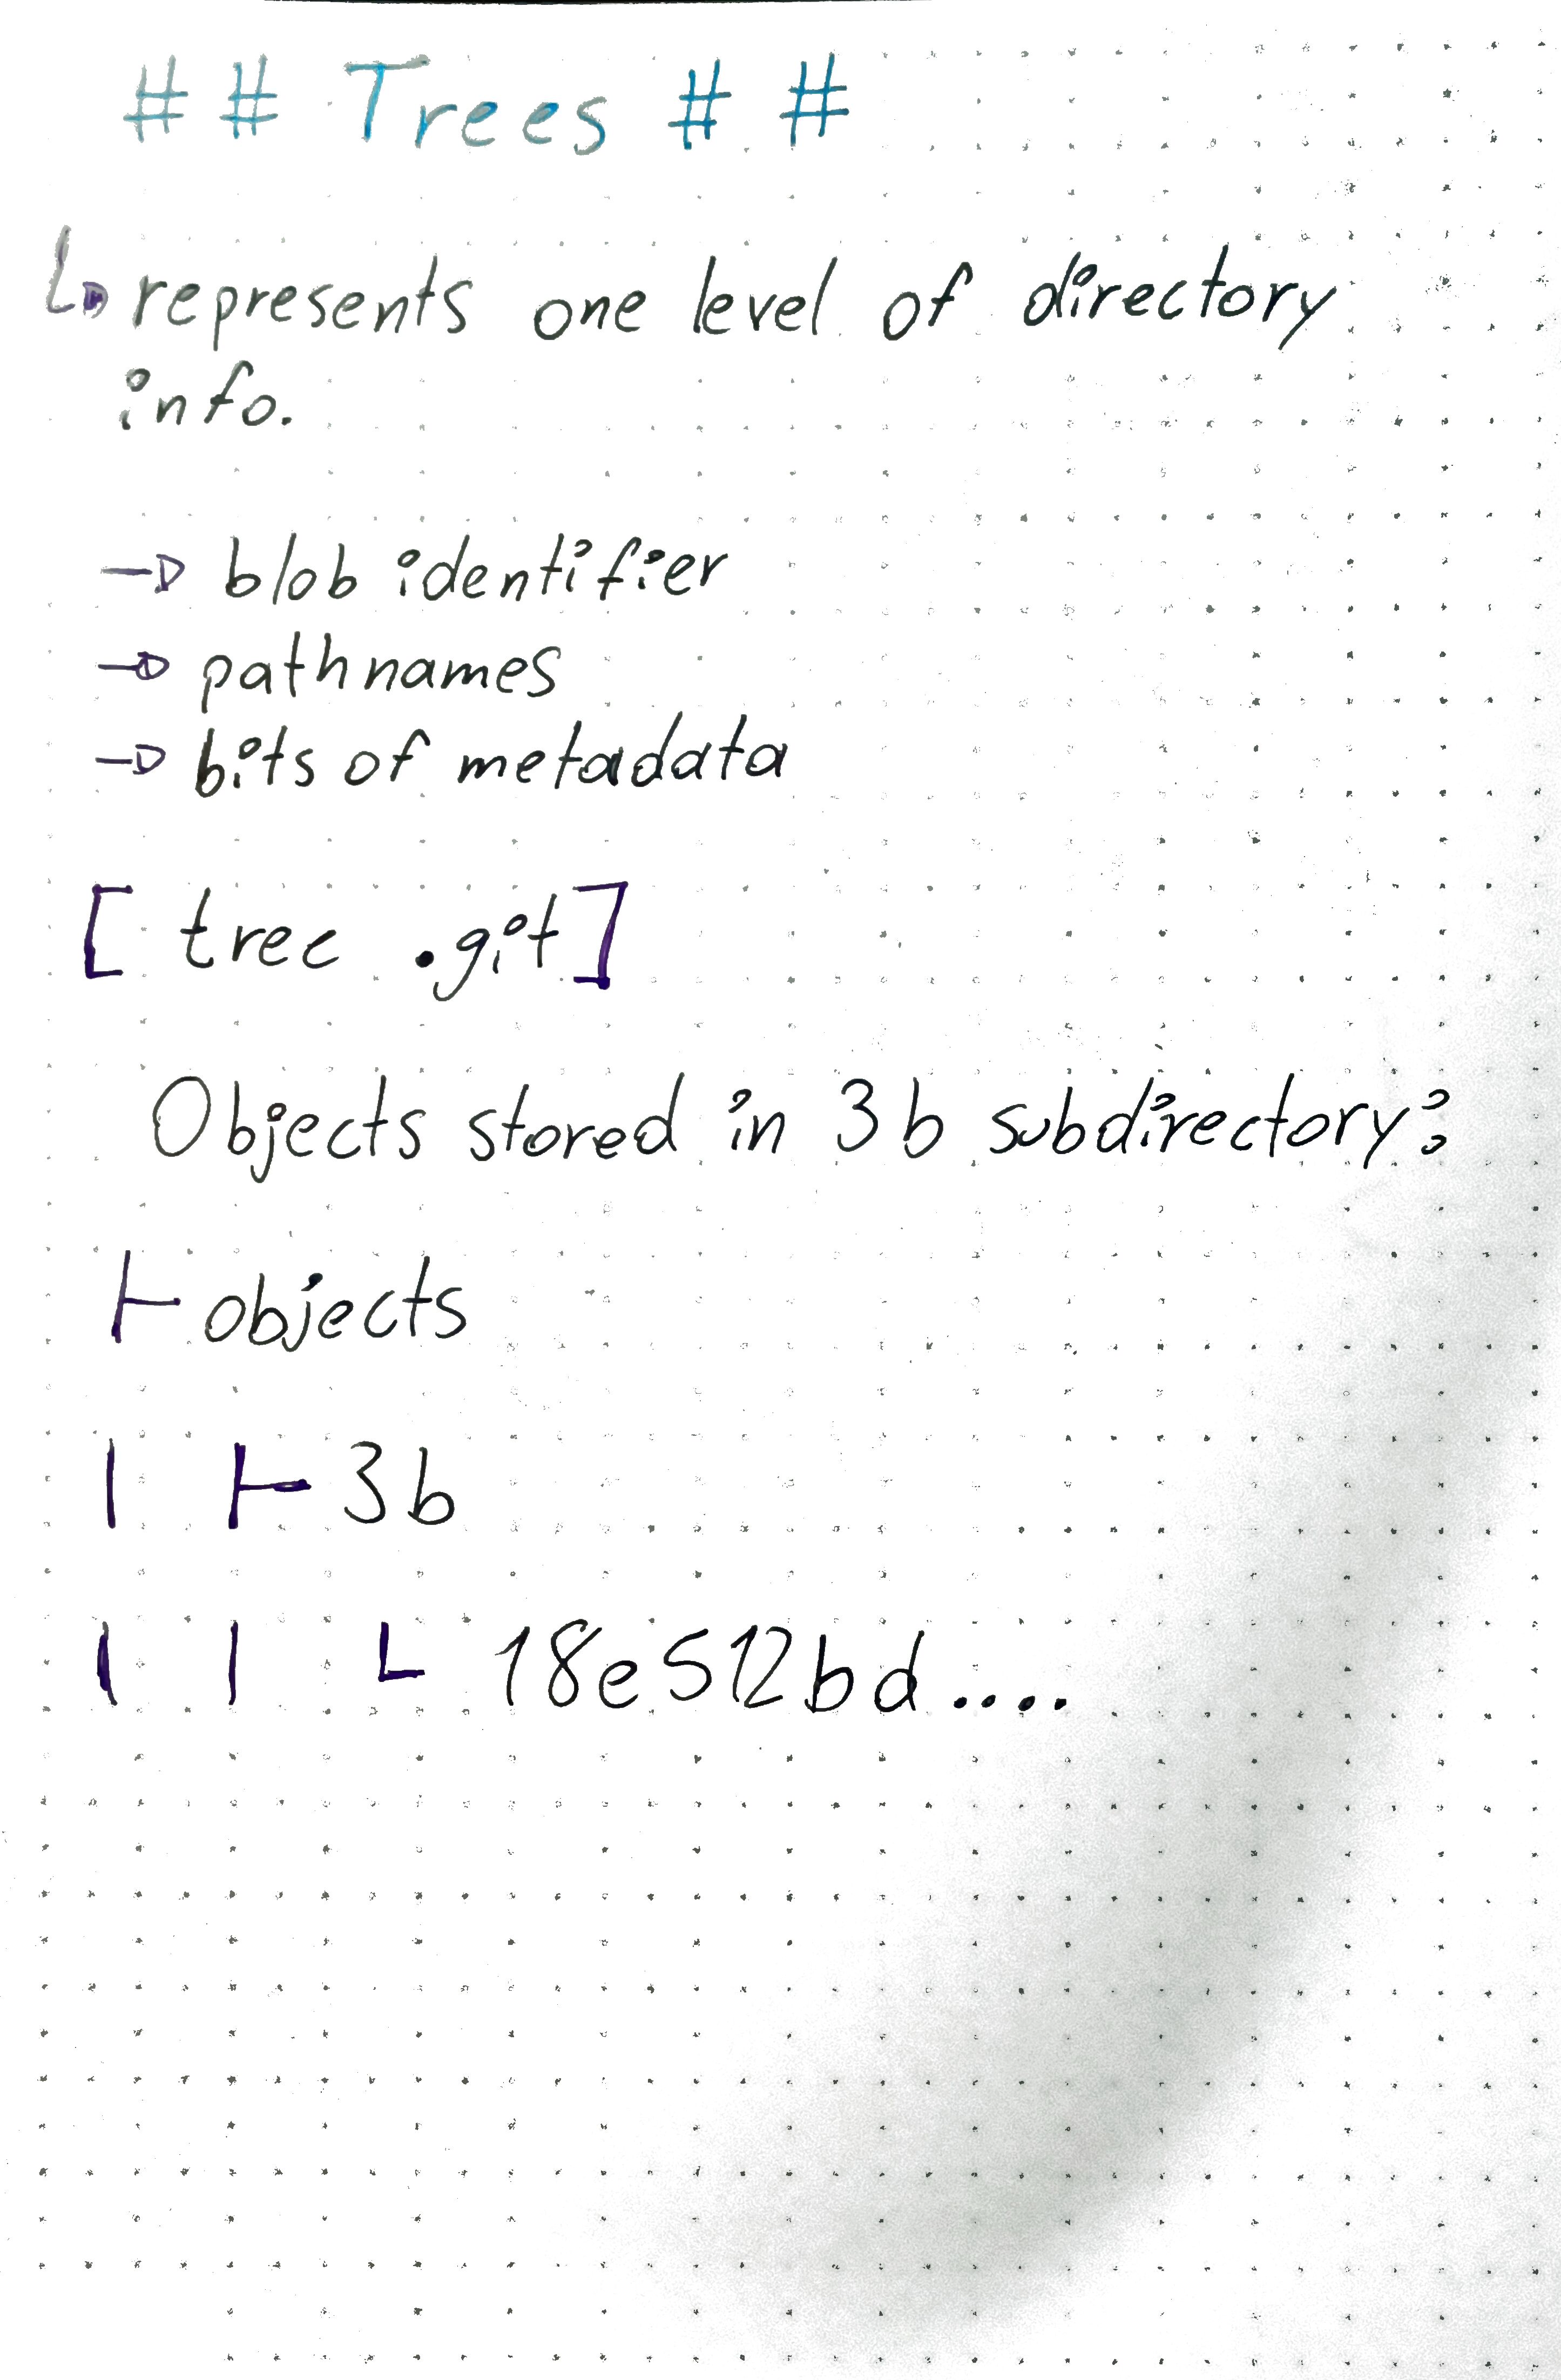 ## Trees ##
↳ represents one level of directory
info.
→ blob identifier
→ pathnames
→ bits of metadata
[ tree .git]
Objects stored in 3b subdirectory:
├ objects
| ├ 3b
| | └ 18e512bd....